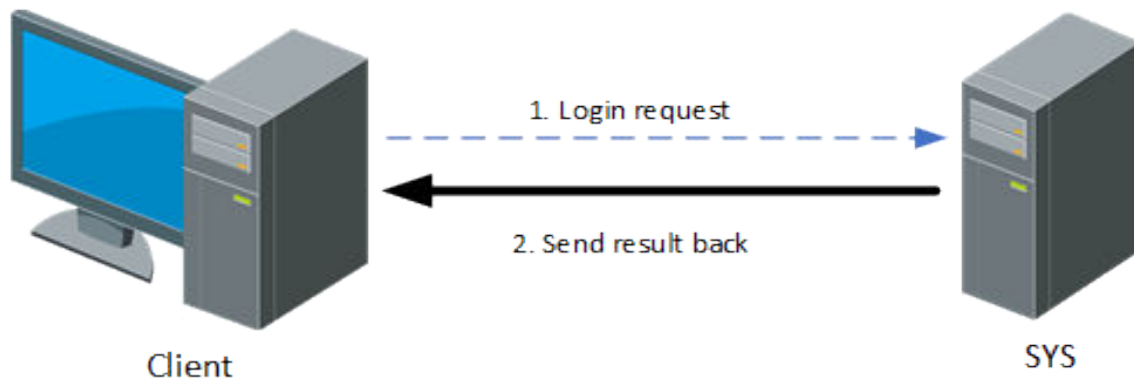 1. Login request
2. Send result back
Client
SYS